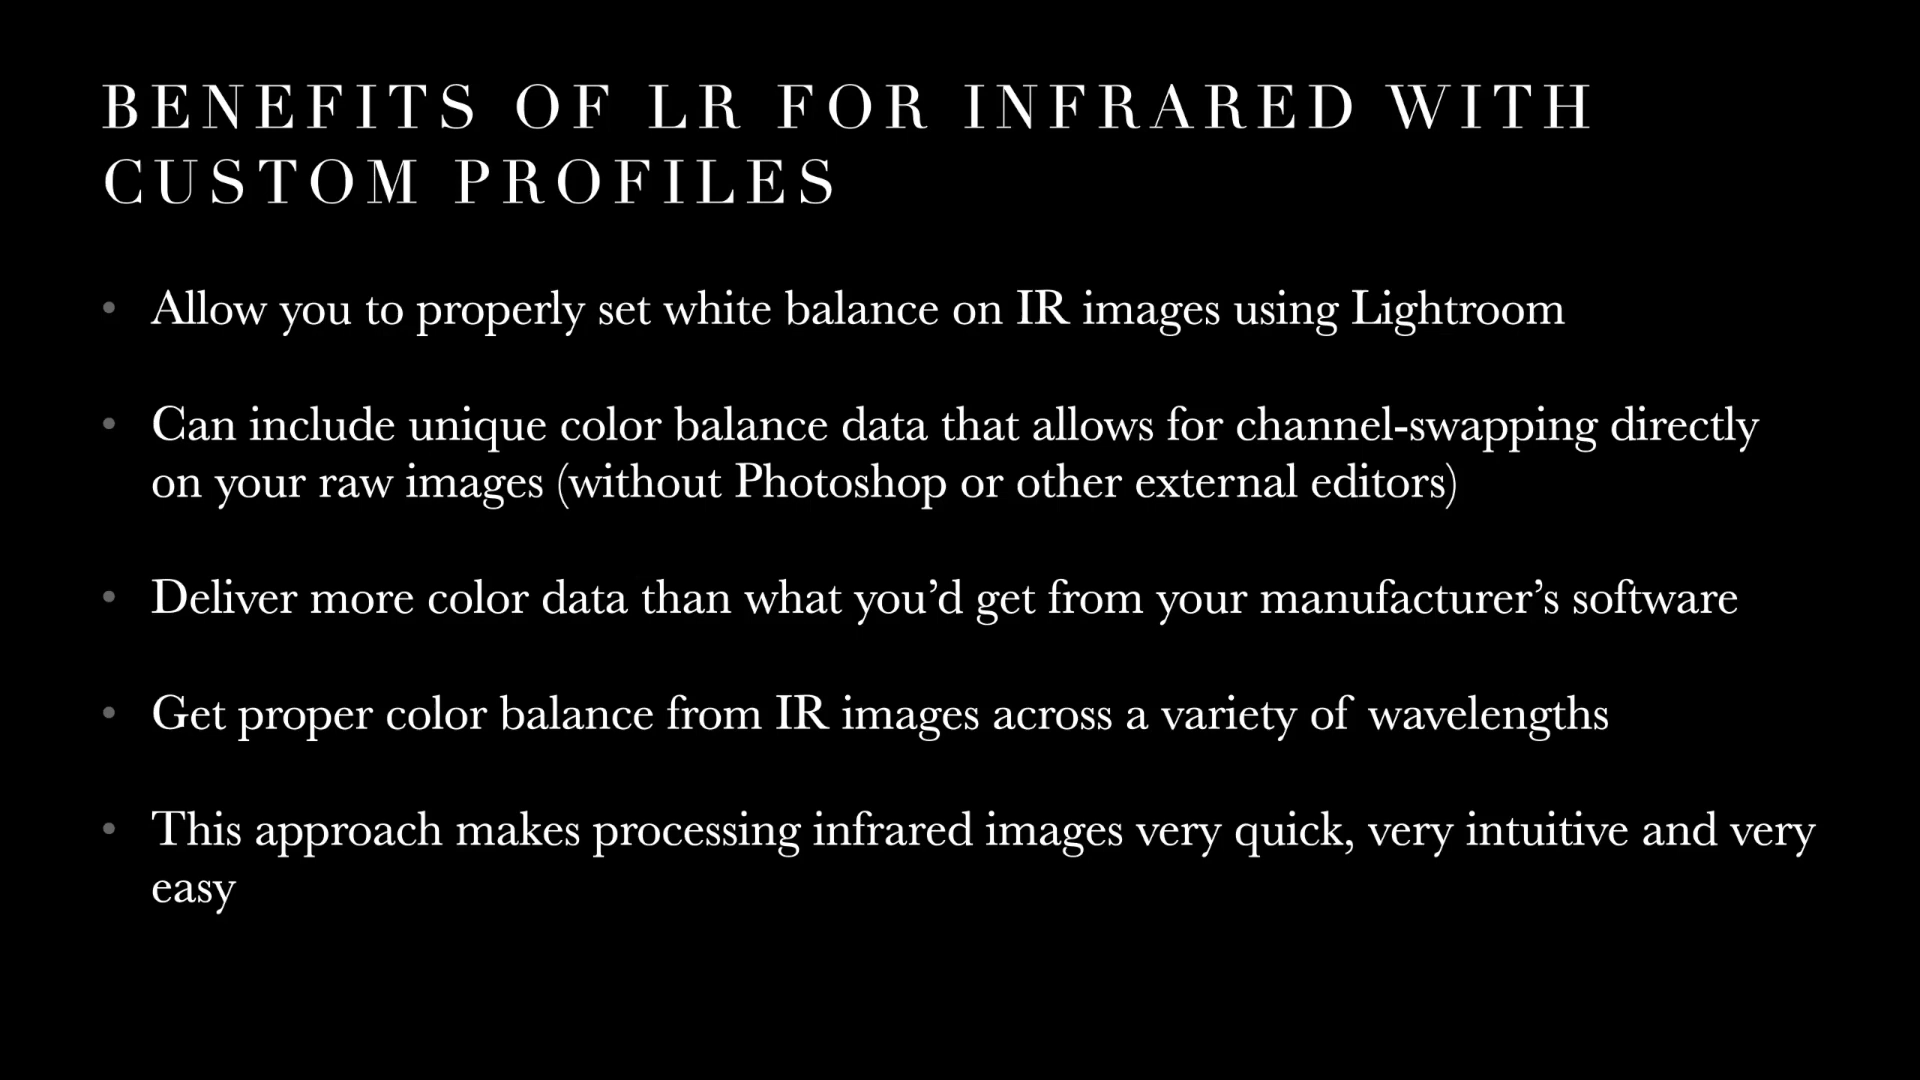 BENEFITS OF LR FOR INFRARED WITH
CUSTOM PROFILES
• Allow you to properly set white balance on IR images using Lightroom
• Can include unique color balance data that allows for channel-swapping directly
on your raw images (without Photoshop or other external editors)
• Deliver more color data than what you’d get from your manufacturer’s software
• Get proper color balance from IR images across a variety of wavelengths
• This approach makes processing infrared images very quick, very intuitive and very
easy